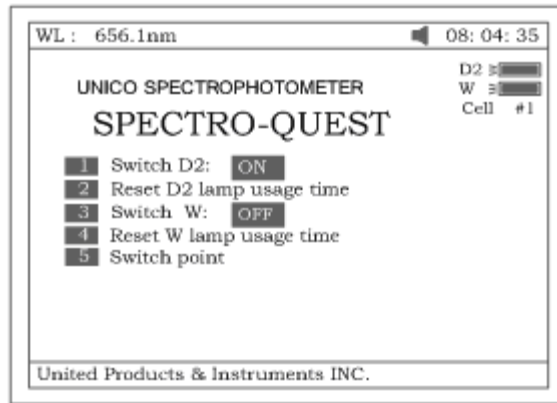 WL : 656.1nm 08: 04: 35
D2
W
Cell #1
UNICO SPECTROPHOTOMETER
SPECTRO-QUEST
1 Switch D2: ON
2 Reset D2 lamp usage time
3 Switch W: OFF
4 Reset W lamp usage time
5 Switch point
United Products & Instruments INC.